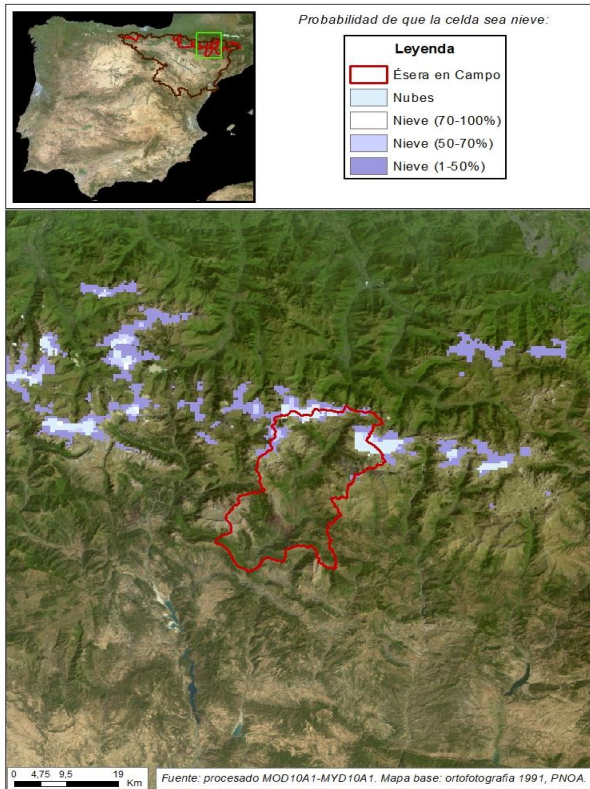 Probabilidad de que la celda sea nieve:
Leyenda
Ésera en Campo
Nubes
Nieve (70-100%)
Nieve (50-70%)
Nieve (1-50%)
0 4,75 9,5 19
Km
Fuente: procesado MOD10A1-MYD10A1. Mapa base: ortofotografia 1991, PNOA.